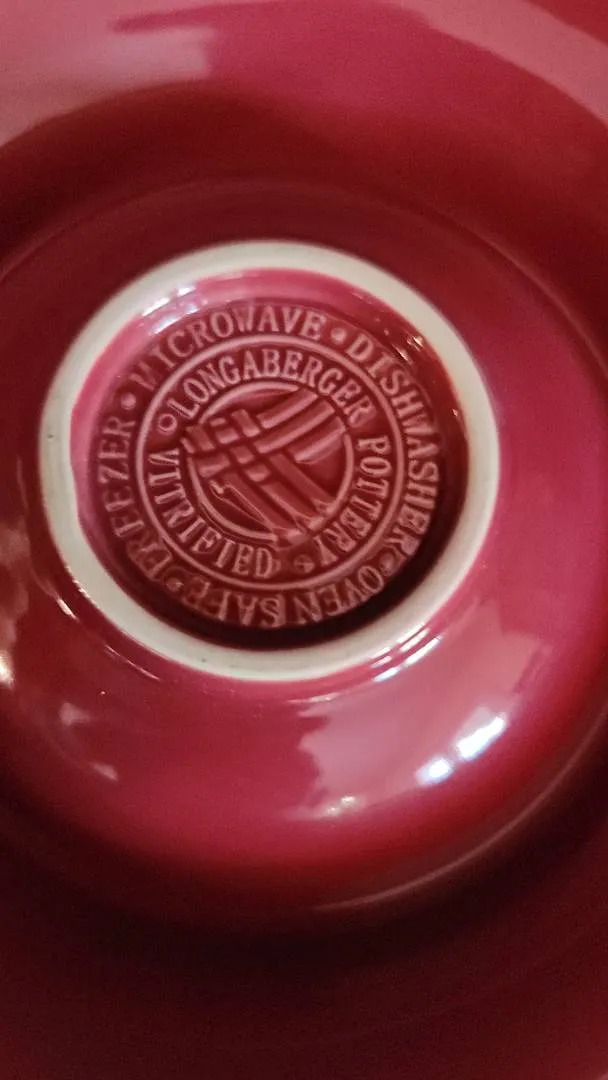 MICROWAVE • DISHWASHER • OVEN SAFE • FREEZER •
LONGABERGER POTTERY • VITRIFIED •